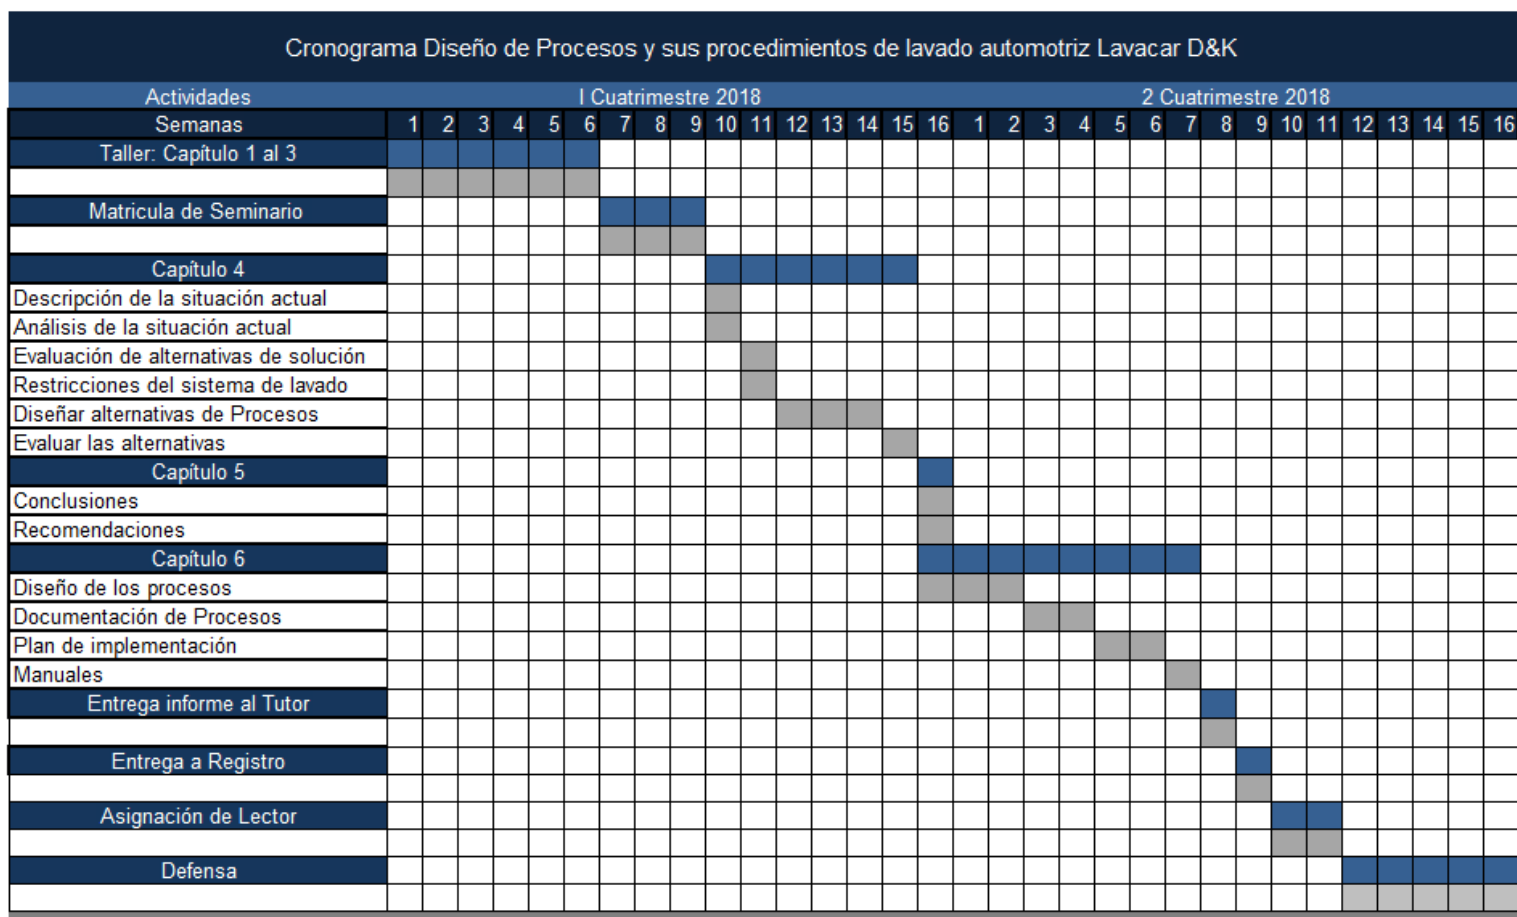 Cronograma Diseño de Procesos y sus procedimientos de lavado automotriz Lavacar D&K
Actividades I Cuatrimestre 2018 2 Cuatrimestre 2018
Semanas 1 2 3 4 5 6 7 8 9 10 11 12 13 14 15 16 1 2 3 4 5 6 7 8 9 10 11 12 13 14 15 16
Taller: Capítulo 1 al 3
Matricula de Seminario
Capítulo 4
Descripción de la situación actual
Análisis de la situación actual
Evaluación de alternativas de solución
Restricciones del sistema de lavado
Diseñar alternativas de Procesos
Evaluar las alternativas
Capítulo 5
Conclusiones
Recomendaciones
Capítulo 6
Diseño de los procesos
Documentación de Procesos
Plan de implementación
Manuales
Entrega informe al Tutor
Entrega a Registro
Asignación de Lector
Defensa